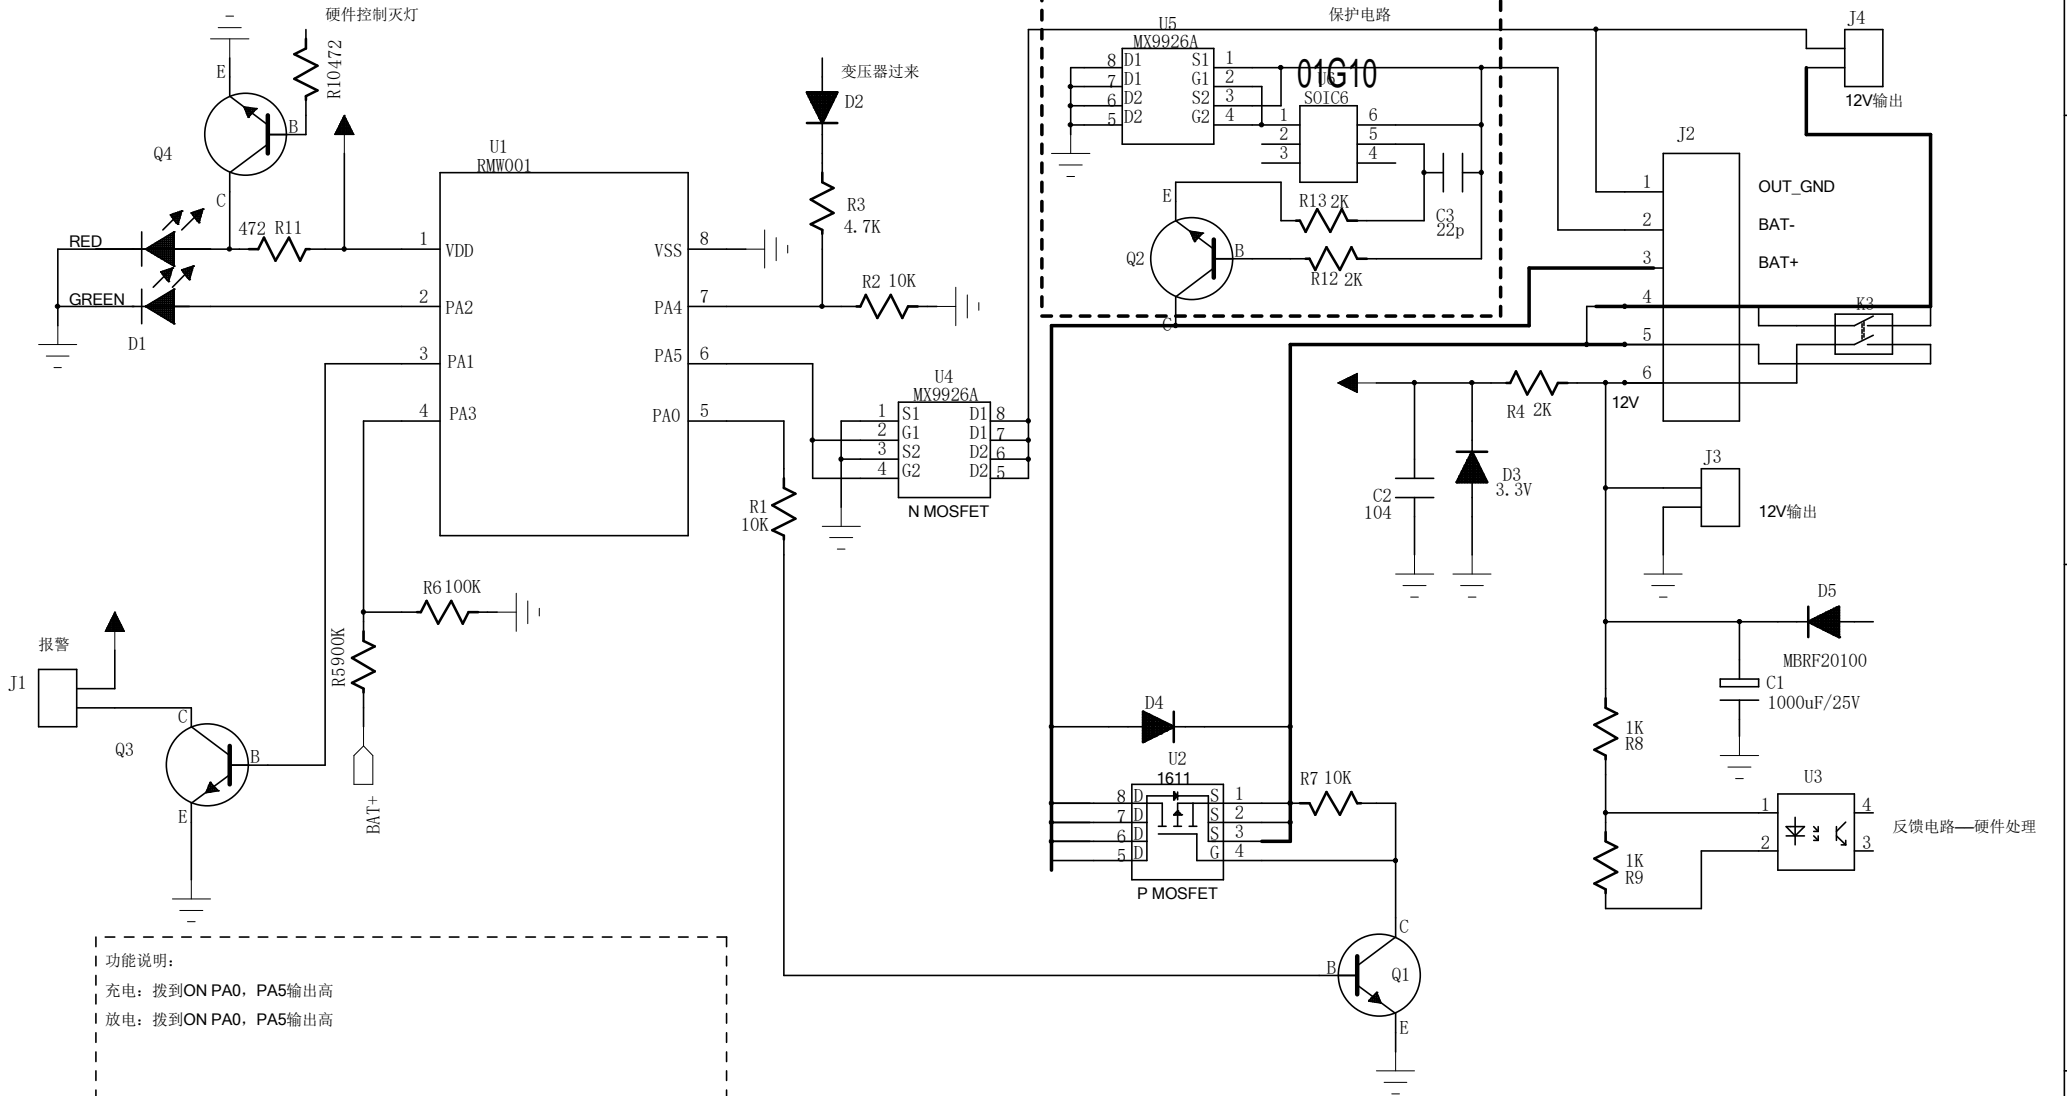 硬件控制灭灯
E
R10472
B
Q4
C
472 R11
RED
GREEN
D1
U1
RMW001
1 VDD
2 PA2
3 PA1
4 PA3
VSS 8
PA4 7
PA5 6
PA0 5
变压器过来
D2
R3
4.7K
R2 10K
R1
10K
R6 100K
R5900K
BAT+
报警
J1
Q3
C
B
E
U4
MX9926A
1 S1
2 G1
3 S2
4 G2
D1 8
D1 7
D2 6
D2 5
N MOSFET
保护电路
U5
MX9926A
8 D1
7 D1
6 D2
5 D2
S1 1
G1 2
S2 3
G2 4
01G10
U6
SOIC6
1
2
3
6
5
4
E
Q2
B
C
R13 2K
R12 2K
C3
22p
J4
12V输出
J2
1
2
3
4
5
6
OUT_GND
BAT-
BAT+
K3
R4 2K
12V
C2
104
D3
3.3V
J3
12V输出
D5
MBRF20100
C1
1000uF/25V
1K
R8
1K
R9
U3
1
2
4
3
反馈电路—硬件处理
D4
U2
1611
8 D
7 D
6 D
5 D
S 1
S 2
S 3
G 4
P MOSFET
R7 10K
C
B
Q1
E
功能说明：
充电：拨到ON PA0，PA5输出高
放电：拨到ON PA0，PA5输出高